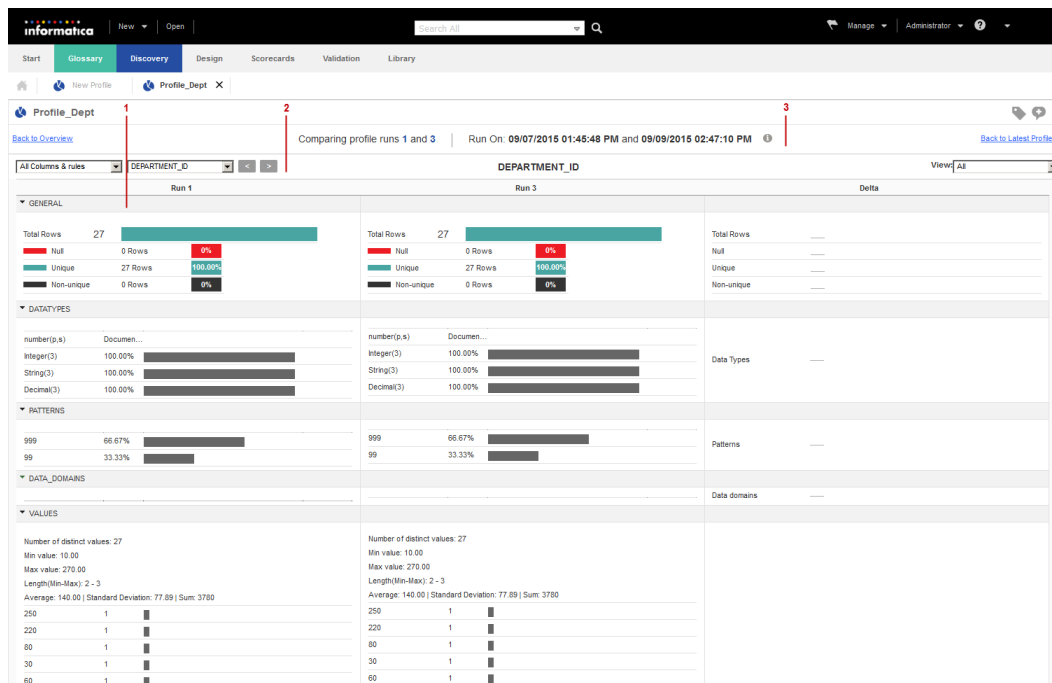 informatica New Open Search All Manage Administrator ?
Start Glossary Discovery Design Scorecards Validation Library
New Profile Profile_Dept X
Profile_Dept 1 2 3
Back to Overview Comparing profile runs 1 and 3 Run On: 09/07/2015 01:45:48 PM and 09/09/2015 02:47:10 PM Back to Latest Profile
All Columns & rules DEPARTMENT_ID < > DEPARTMENT_ID View: All
Run 1 Run 3 Delta
GENERAL
Total Rows 27 Total Rows 27 Total Rows
Null 0 Rows 0% Null 0 Rows 0% Null
Unique 27 Rows 100.00% Unique 27 Rows 100.00% Unique
Non-unique 0 Rows 0% Non-unique 0 Rows 0% Non-unique
DATATYPES
number(p,s) Documen... number(p,s) Documen...
Integer(3) 100.00% Integer(3) 100.00% Data Types
String(3) 100.00% String(3) 100.00%
Decimal(3) 100.00% Decimal(3) 100.00%
PATTERNS
999 66.67% 999 66.67% Patterns
99 33.33% 99 33.33%
DATA_DOMAINS
Data domains
VALUES
Number of distinct values: 27 Number of distinct values: 27
Min value: 10.00 Min value: 10.00
Max value: 270.00 Max value: 270.00
Length(Min-Max): 2 - 3 Length(Min-Max): 2 - 3
Average: 140.00 | Standard Deviation: 77.89 | Sum: 3780 Average: 140.00 | Standard Deviation: 77.89 | Sum: 3780
250 1 250 1
220 1 220 1
80 1 80 1
30 1 30 1
60 1 60 1